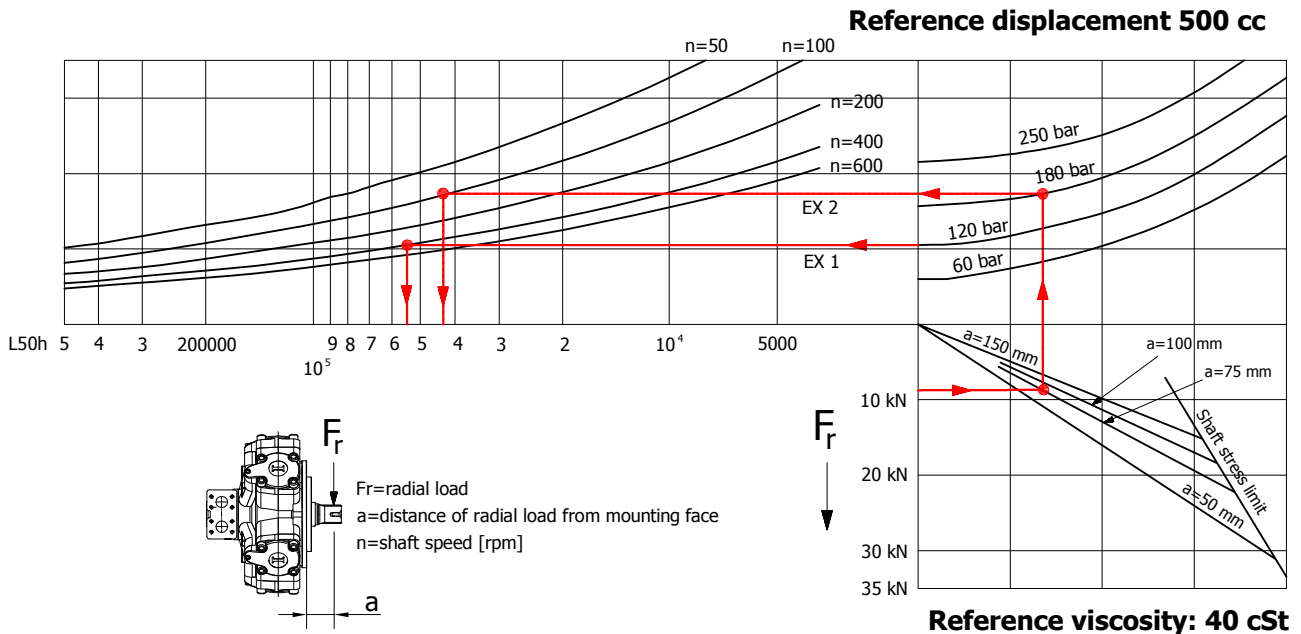 Reference displacement 500 cc
n=50
n=100
n=200
n=400
n=600
250 bar
180 bar
120 bar
60 bar
EX 2
EX 1
L50h 5 4 3 200000 9 8 7 6 5 4 3 2 10⁴ 5000
10⁵
a=150 mm
a=100 mm
a=75 mm
a=50 mm
Shaft stress limit
10 kN
20 kN
30 kN
35 kN
Fr
Fr
Fr=radial load
a=distance of radial load from mounting face
n=shaft speed [rpm]
a
Reference viscosity: 40 cSt